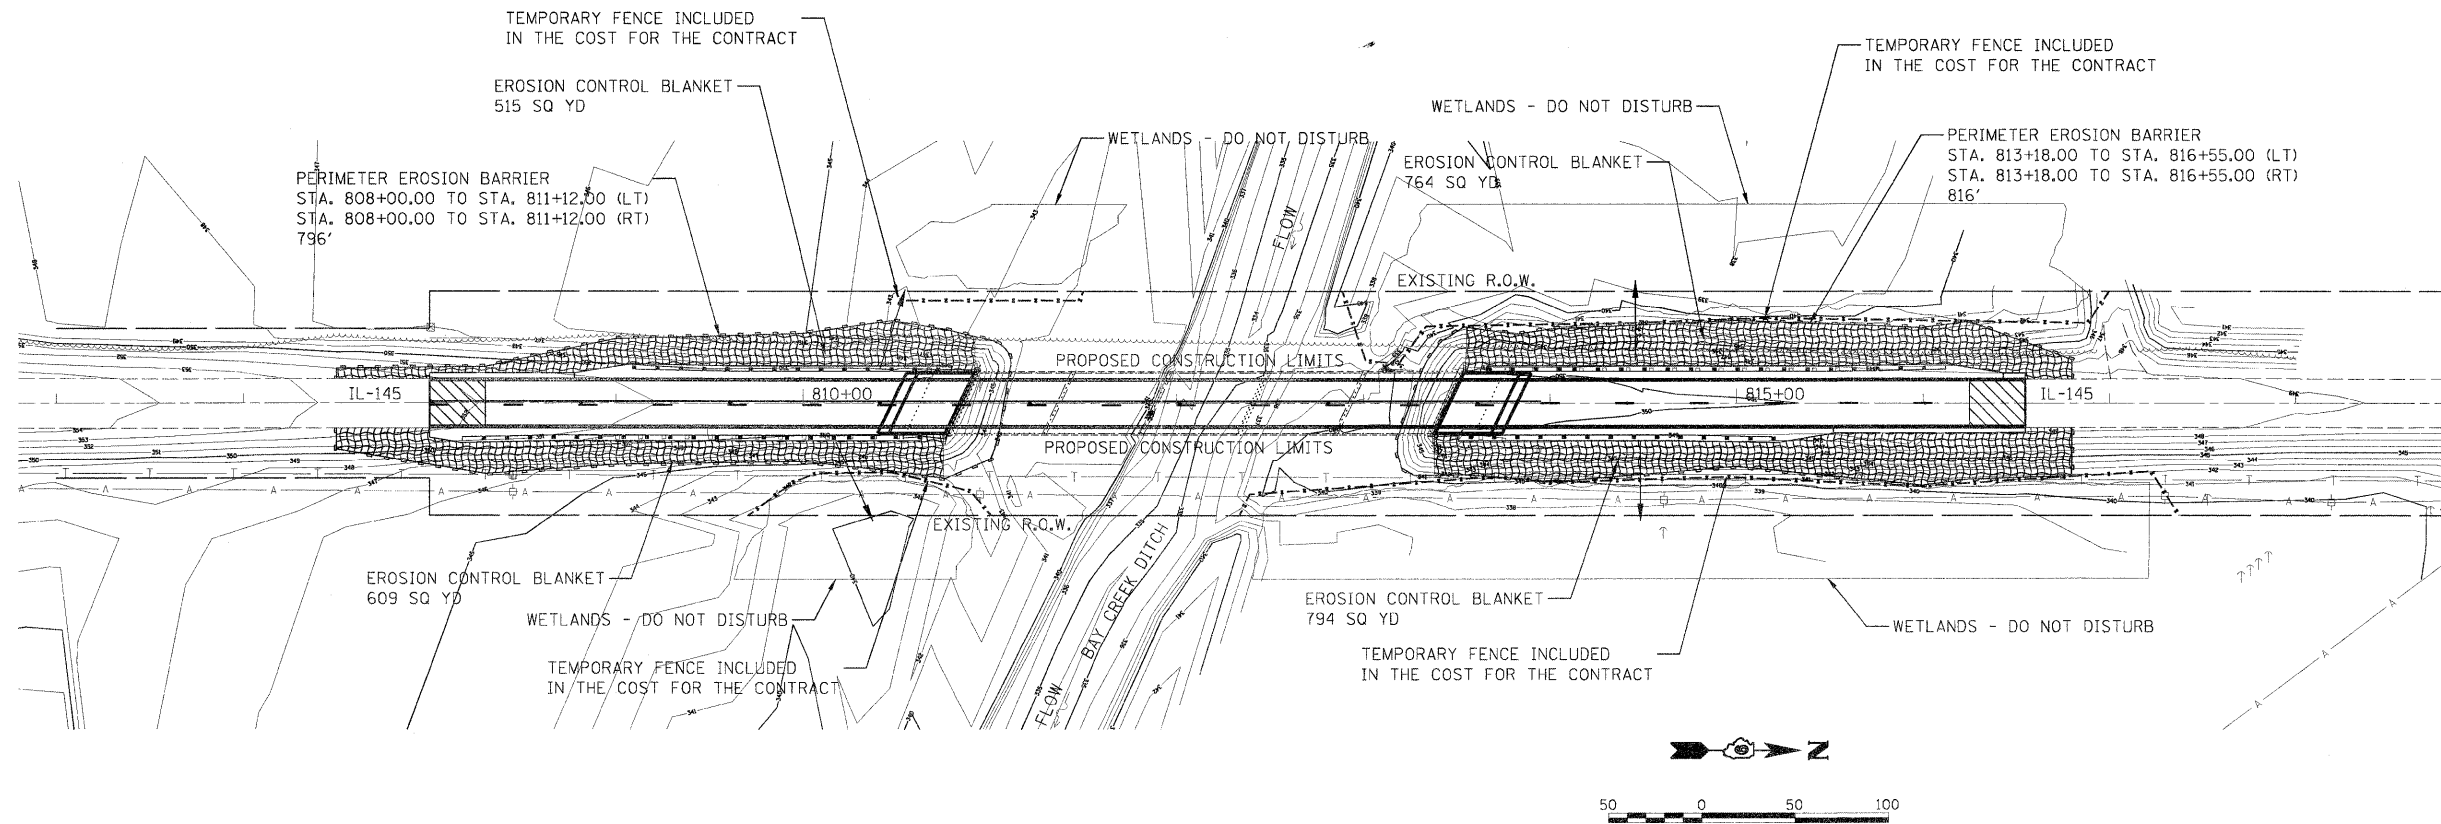 TEMPORARY FENCE INCLUDED
IN THE COST FOR THE CONTRACT
EROSION CONTROL BLANKET
515 SQ YD
PERIMETER EROSION BARRIER
STA. 808+00.00 TO STA. 811+12.00 (LT)
STA. 808+00.00 TO STA. 811+12.00 (RT)
796'
WETLANDS - DO NOT DISTURB
TEMPORARY FENCE INCLUDED
IN THE COST FOR THE CONTRACT
WETLANDS - DO NOT DISTURB
EROSION CONTROL BLANKET
764 SQ YD
PERIMETER EROSION BARRIER
STA. 813+18.00 TO STA. 816+55.00 (LT)
STA. 813+18.00 TO STA. 816+55.00 (RT)
816'
FLOW
EXISTING R.O.W.
PROPOSED CONSTRUCTION LIMITS
IL-145
810+00
815+00
IL-145
PROPOSED CONSTRUCTION LIMITS
EXISTING R.O.W.
BAY CREEK DITCH
FLOW
EROSION CONTROL BLANKET
609 SQ YD
WETLANDS - DO NOT DISTURB
TEMPORARY FENCE INCLUDED
IN THE COST FOR THE CONTRACT
EROSION CONTROL BLANKET
794 SQ YD
TEMPORARY FENCE INCLUDED
IN THE COST FOR THE CONTRACT
WETLANDS - DO NOT DISTURB
N
50 0 50 100